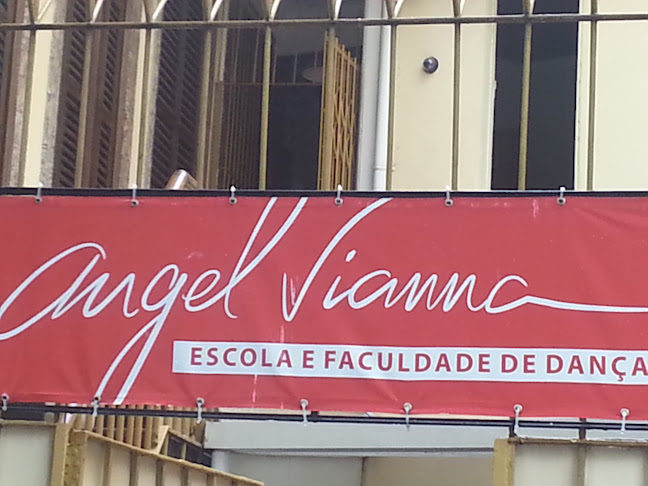 angel Vianna
ESCOLA E FACULDADE DE DANÇA